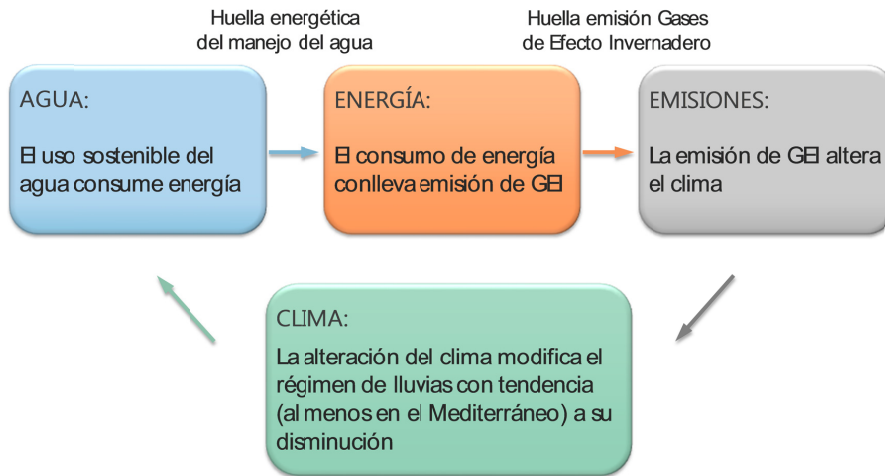 Huella energética
del manejo del agua
Huella emisión Gases
de Efecto Invernadero
AGUA:
El uso sostenible del
agua consume energía
ENERGÍA:
El consumo de energía
conlleva emisión de GEI
EMISIONES:
La emisión de GEI altera
el clima
CLIMA:
La alteración del clima modifica el
régimen de lluvias con tendencia
(al menos en el Mediterráneo) a su
disminución